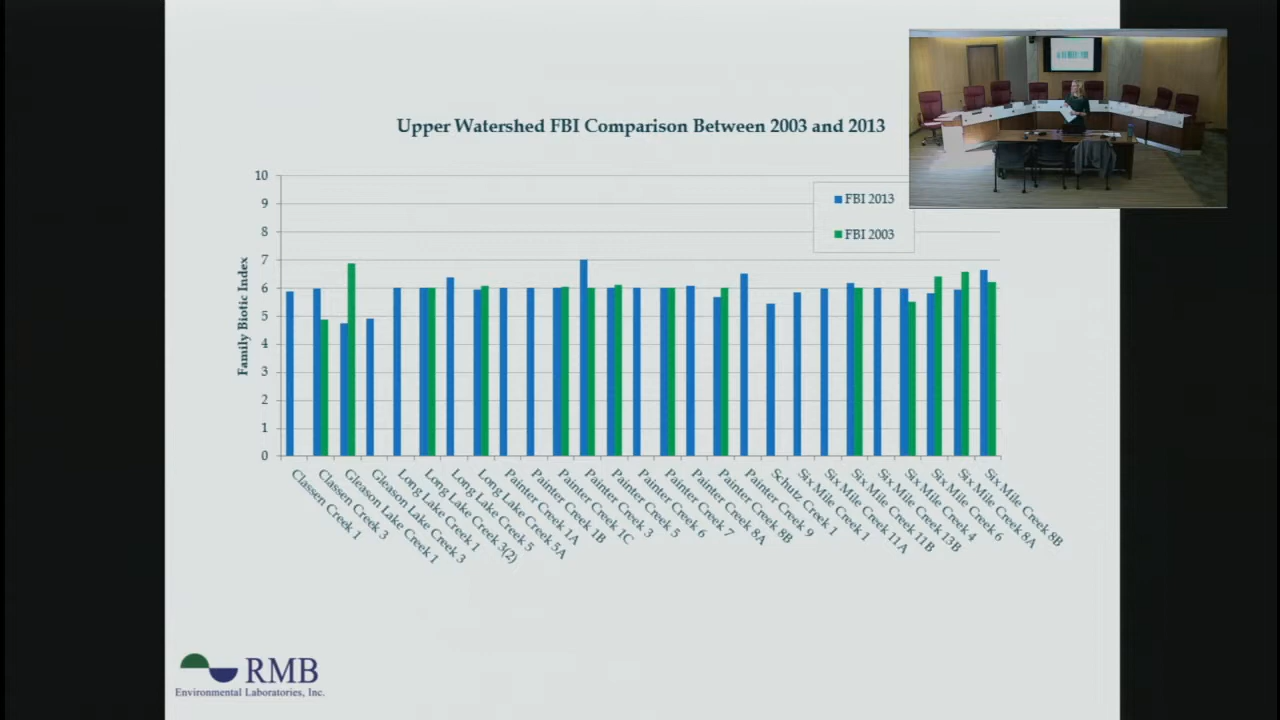 Upper Watershed FBI Comparison Between 2003 and 2013
FBI 2013
FBI 2003
Family Biotic Index
10
9
8
7
6
5
4
3
2
1
0
Classen Creek 1
Classen Creek 3
Gleason Lake Creek 1
Gleason Lake Creek 3
Long Lake Creek 1
Long Lake Creek 3(2)
Long Lake Creek 5
Long Lake Creek 5A
Painter Creek 1A
Painter Creek 1B
Painter Creek 1C
Painter Creek 3
Painter Creek 5
Painter Creek 6
Painter Creek 7
Painter Creek 8A
Painter Creek 8B
Painter Creek 9
Schutz Creek 1
Six Mile Creek 1
Six Mile Creek 11A
Six Mile Creek 11B
Six Mile Creek 13B
Six Mile Creek 4
Six Mile Creek 6
Six Mile Creek 8A
Six Mile Creek 8B
RMB
Environmental Laboratories, Inc.